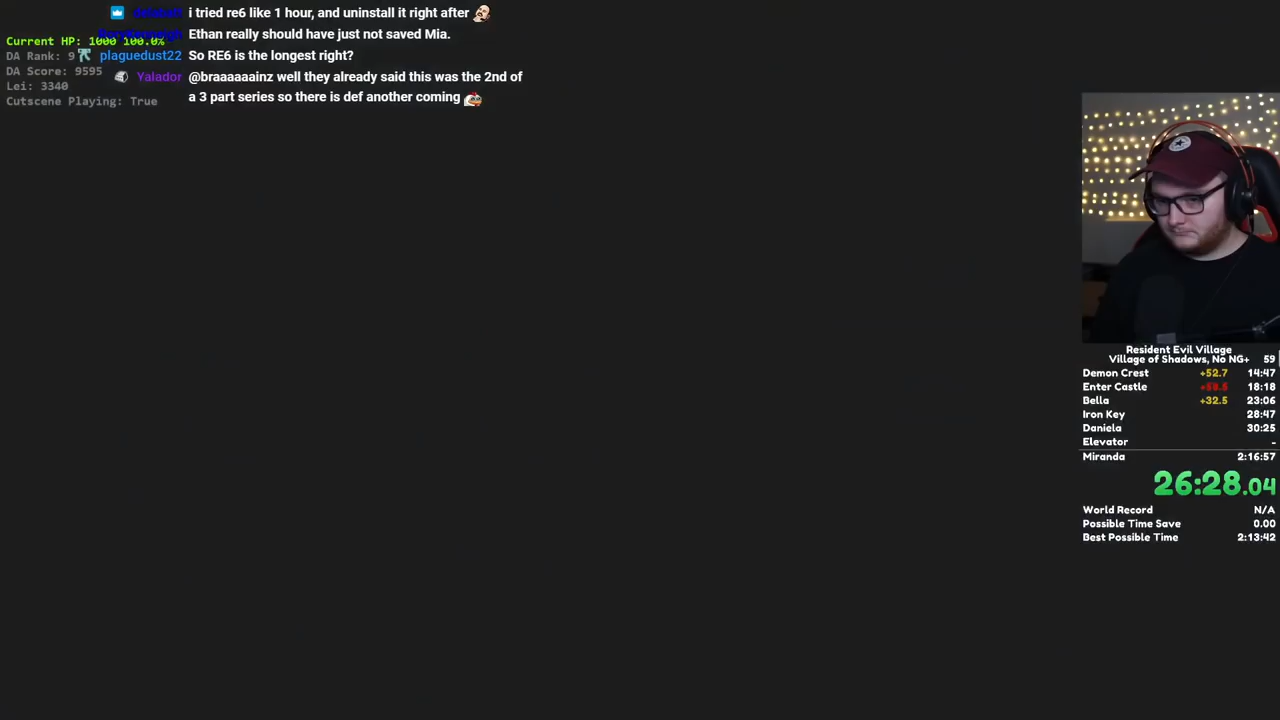 i tried re6 like 1 hour, and uninstall it right after
Current HP: 1000 100.0%
Ethan really should have just not saved Mia.
DA Rank: 9
plaguedust22 So RE6 is the longest right?
DA Score: 9595
Yalador @braaaaaainz well they already said this was the 2nd of
Lei: 3340
a 3 part series so there is def another coming
Cutscene Playing: True
Resident Evil Village
Village of Shadows, No NG+ 59
Demon Crest +52.7 14:47
Enter Castle 18:18
Bella +32.5 23:06
Iron Key 28:47
Daniela 30:25
Elevator -
Miranda 2:16:57
26:28.04
World Record N/A
Possible Time Save 0.00
Best Possible Time 2:13:42